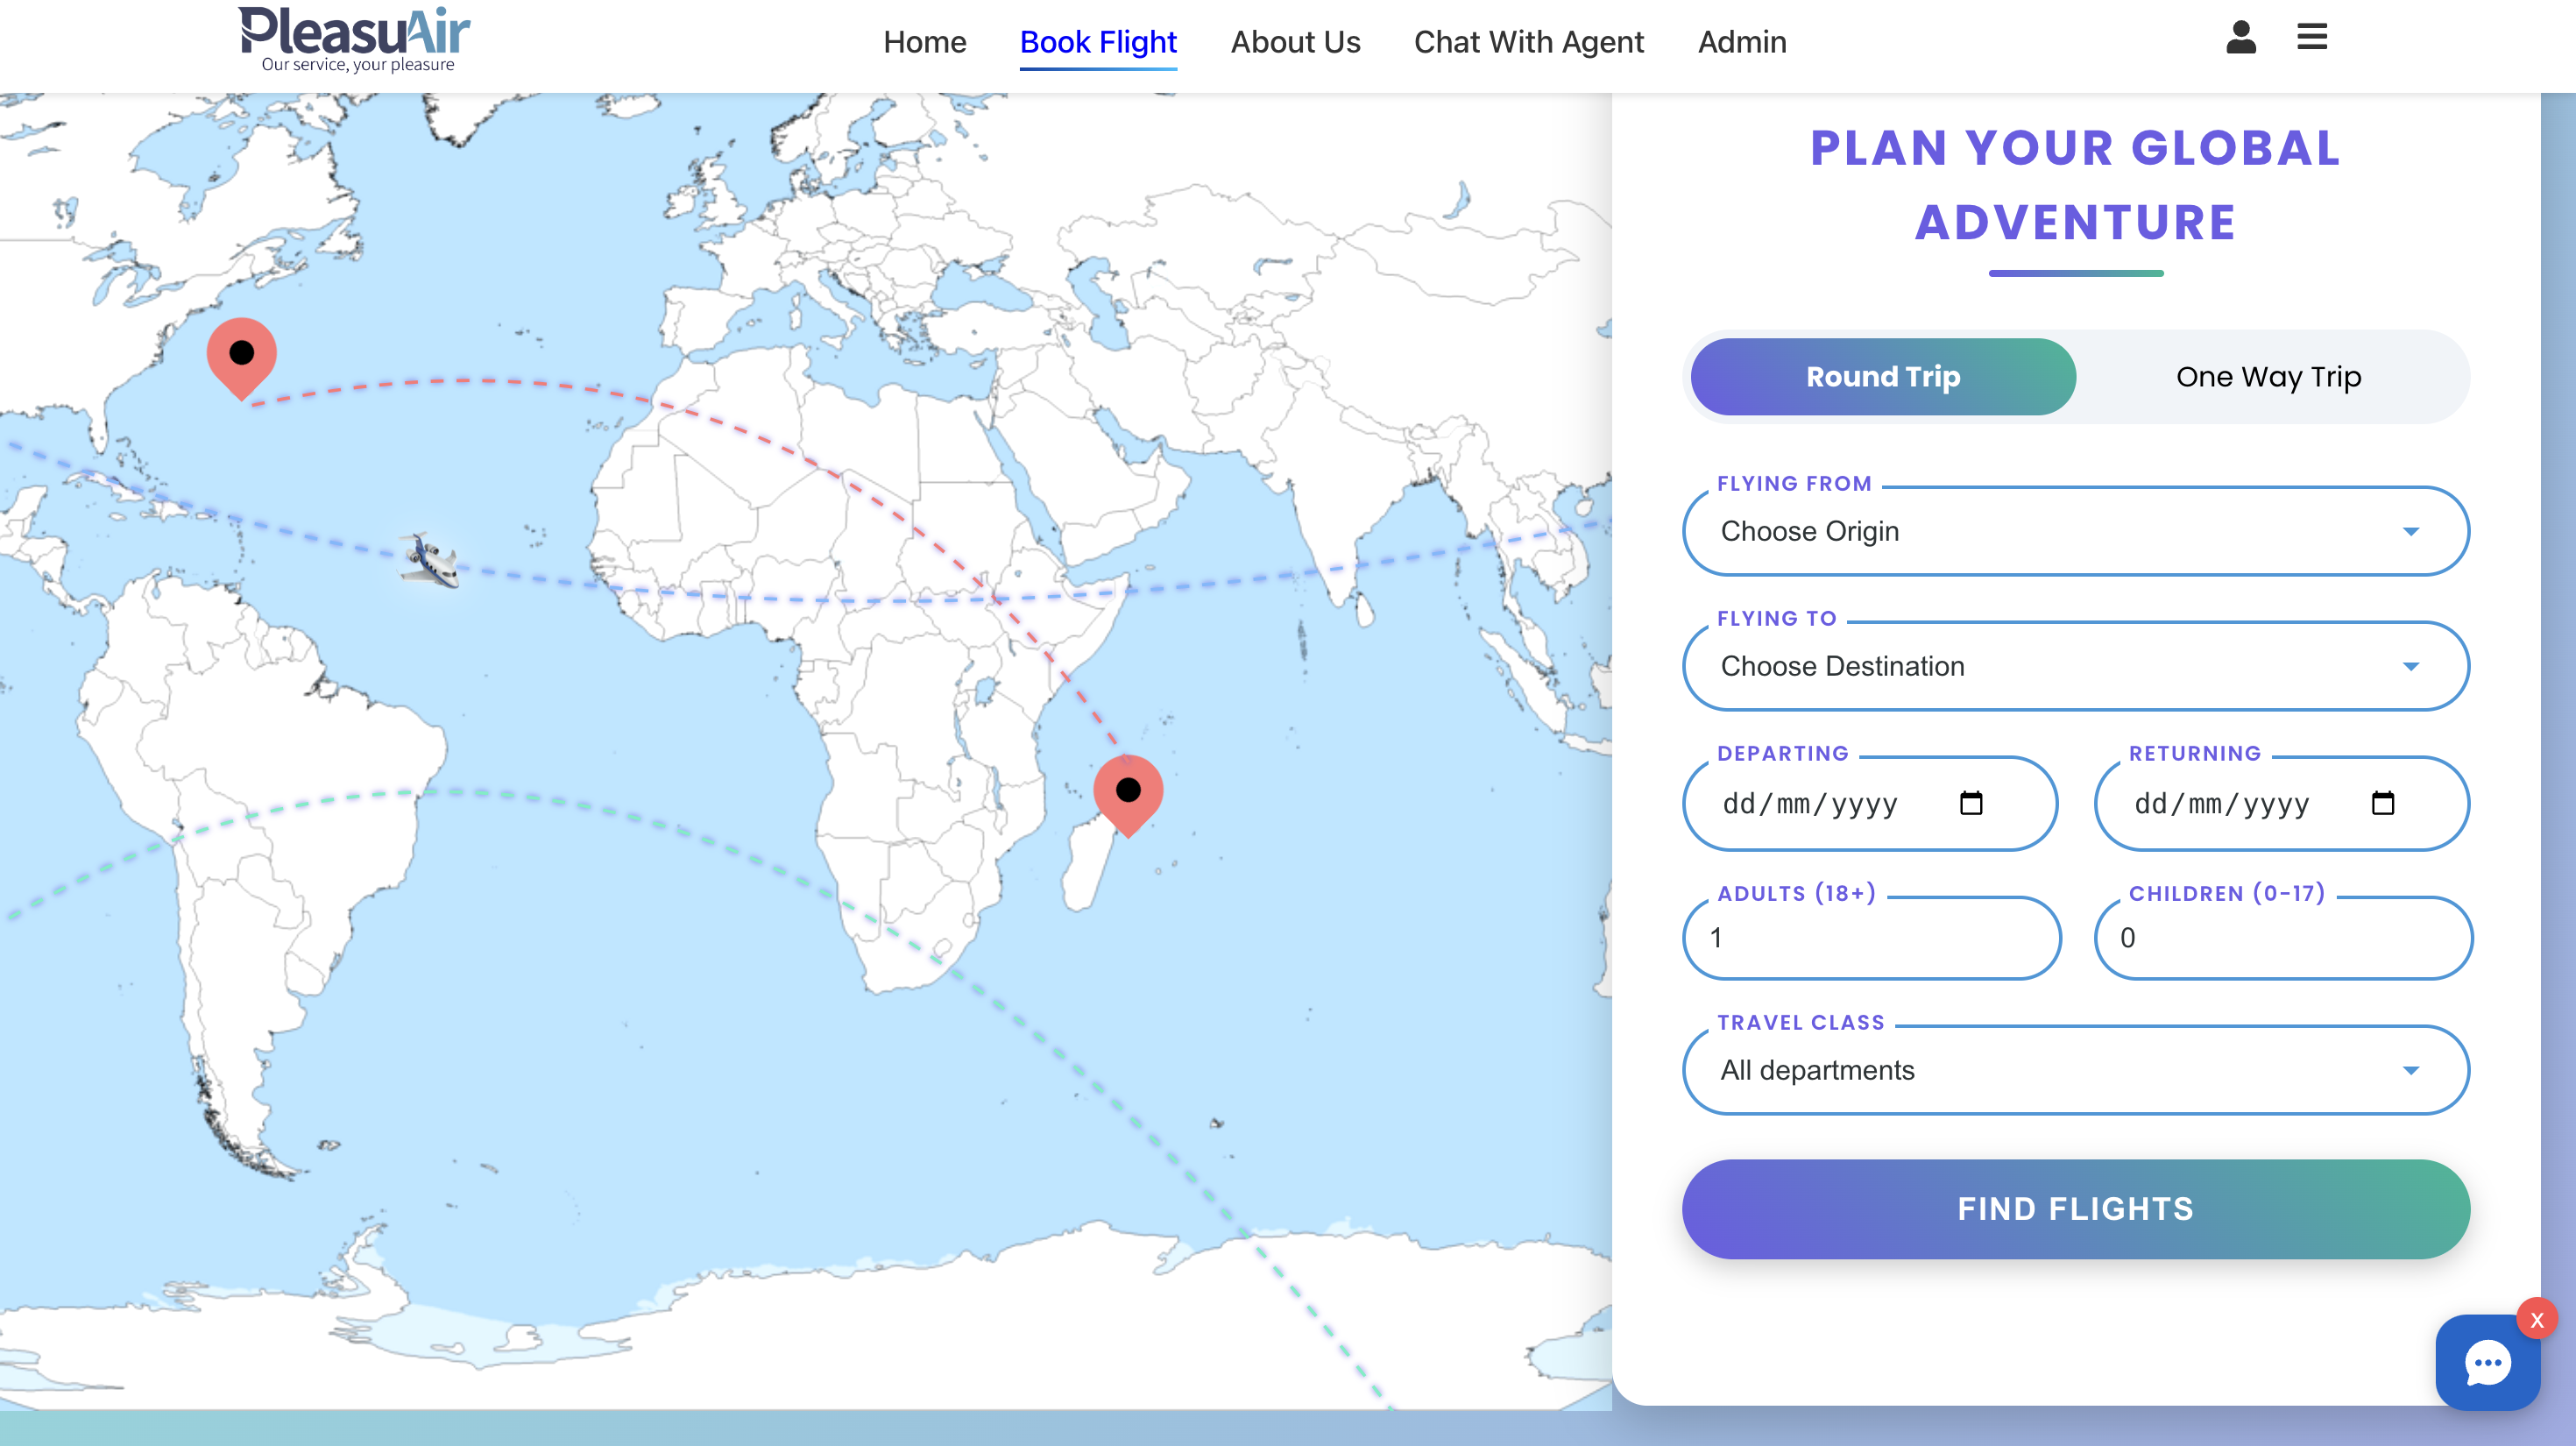 PleasuAir
Our service, your pleasure
Home
Book Flight
About Us
Chat With Agent
Admin
PLAN YOUR GLOBAL
ADVENTURE
Round Trip
One Way Trip
FLYING FROM
Choose Origin
FLYING TO
Choose Destination
DEPARTING
dd/mm/yyyy
RETURNING
dd/mm/yyyy
ADULTS (18+)
1
CHILDREN (0-17)
0
TRAVEL CLASS
All departments
FIND FLIGHTS
x